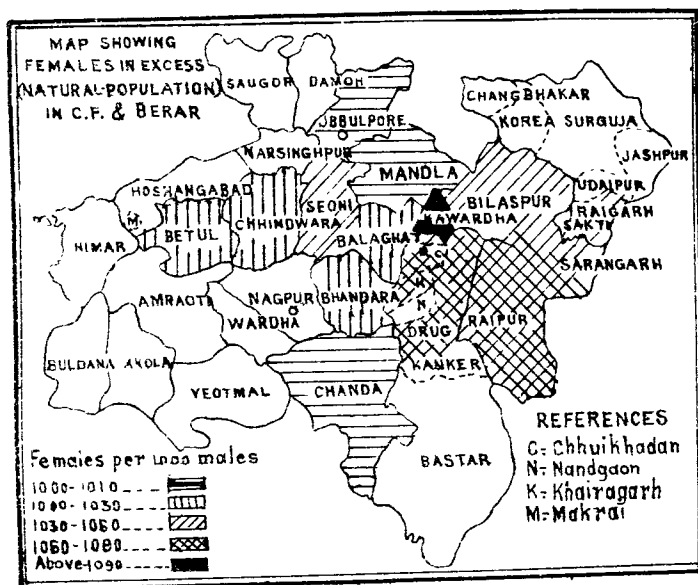 MAP SHOWING
FEMALES IN EXCESS
(NATURAL-POPULATION)
IN C.P. & BERAR
SAUGOR
DAMOH
JBBULPORE
CHANGBHAKAR
KOREA SURGUJA
JASHPUR
NARSINGHPUR
MANDLA
UDAIPUR
HOSHANGABAD
SEONI
BILASPUR
RAIGARH
M.
BETUL
CHHINDWARA
BALAGHAT
KAWARDHA
SAKTI
NIMAR
SARANGARH
C
AMRAOTI
NAGPUR
BHANDARA
K
N
WARDHA
DRUG
RAIPUR
BULDANA
AKOLA
KANKER
YEOTMAL
CHANDA
BASTAR
REFERENCES
C=Chhuikhadan
N=Nandgaon
K=Khairagarh
M=Makrai
Females per 1000 males
1000-1010
1010-1030
1030-1060
1060-1080
Above-1090